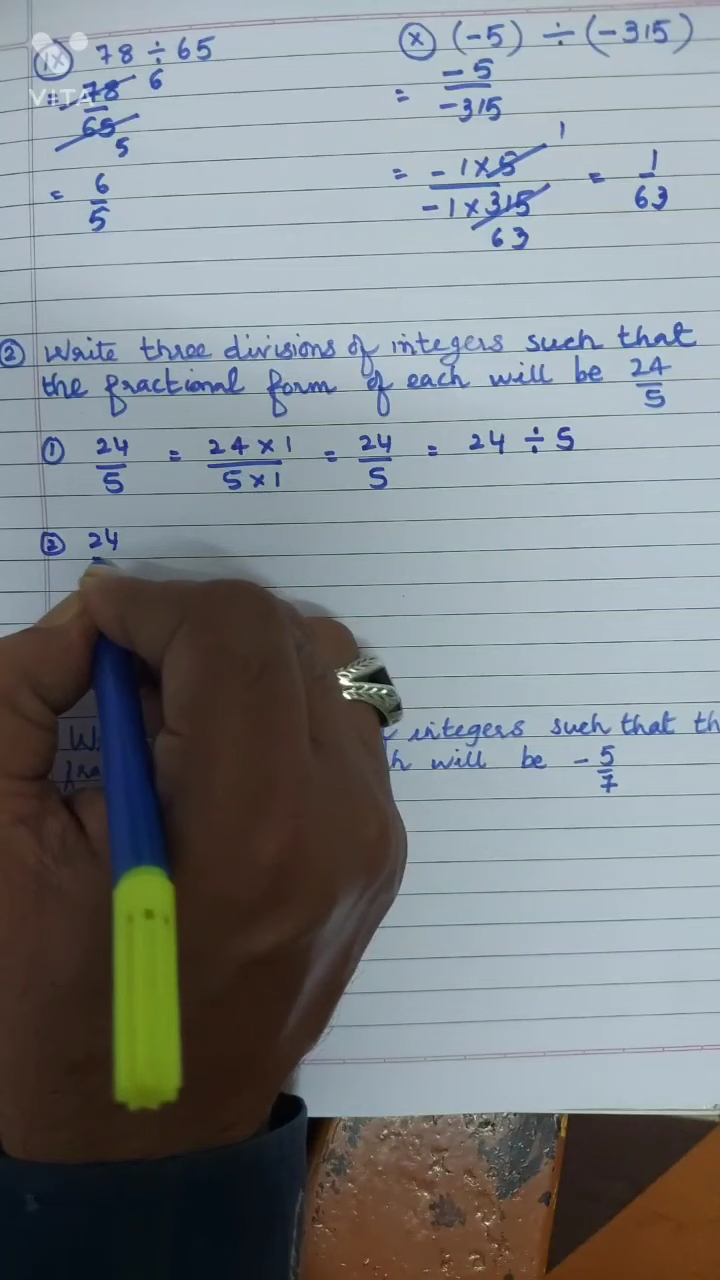 ix 78 ÷ 65
= 78 6
65 5
= 6/5
VITA
x (-5) ÷ (-315)
= -5/-315
= -1×5 1
-1×315 63
= 1/63
② Write three divisions of integers such that
the fractional form of each will be 24/5
① 24/5 = 24×1/5×1 = 24/5 = 24 ÷ 5
② 24
integers such that th
will be -5/7